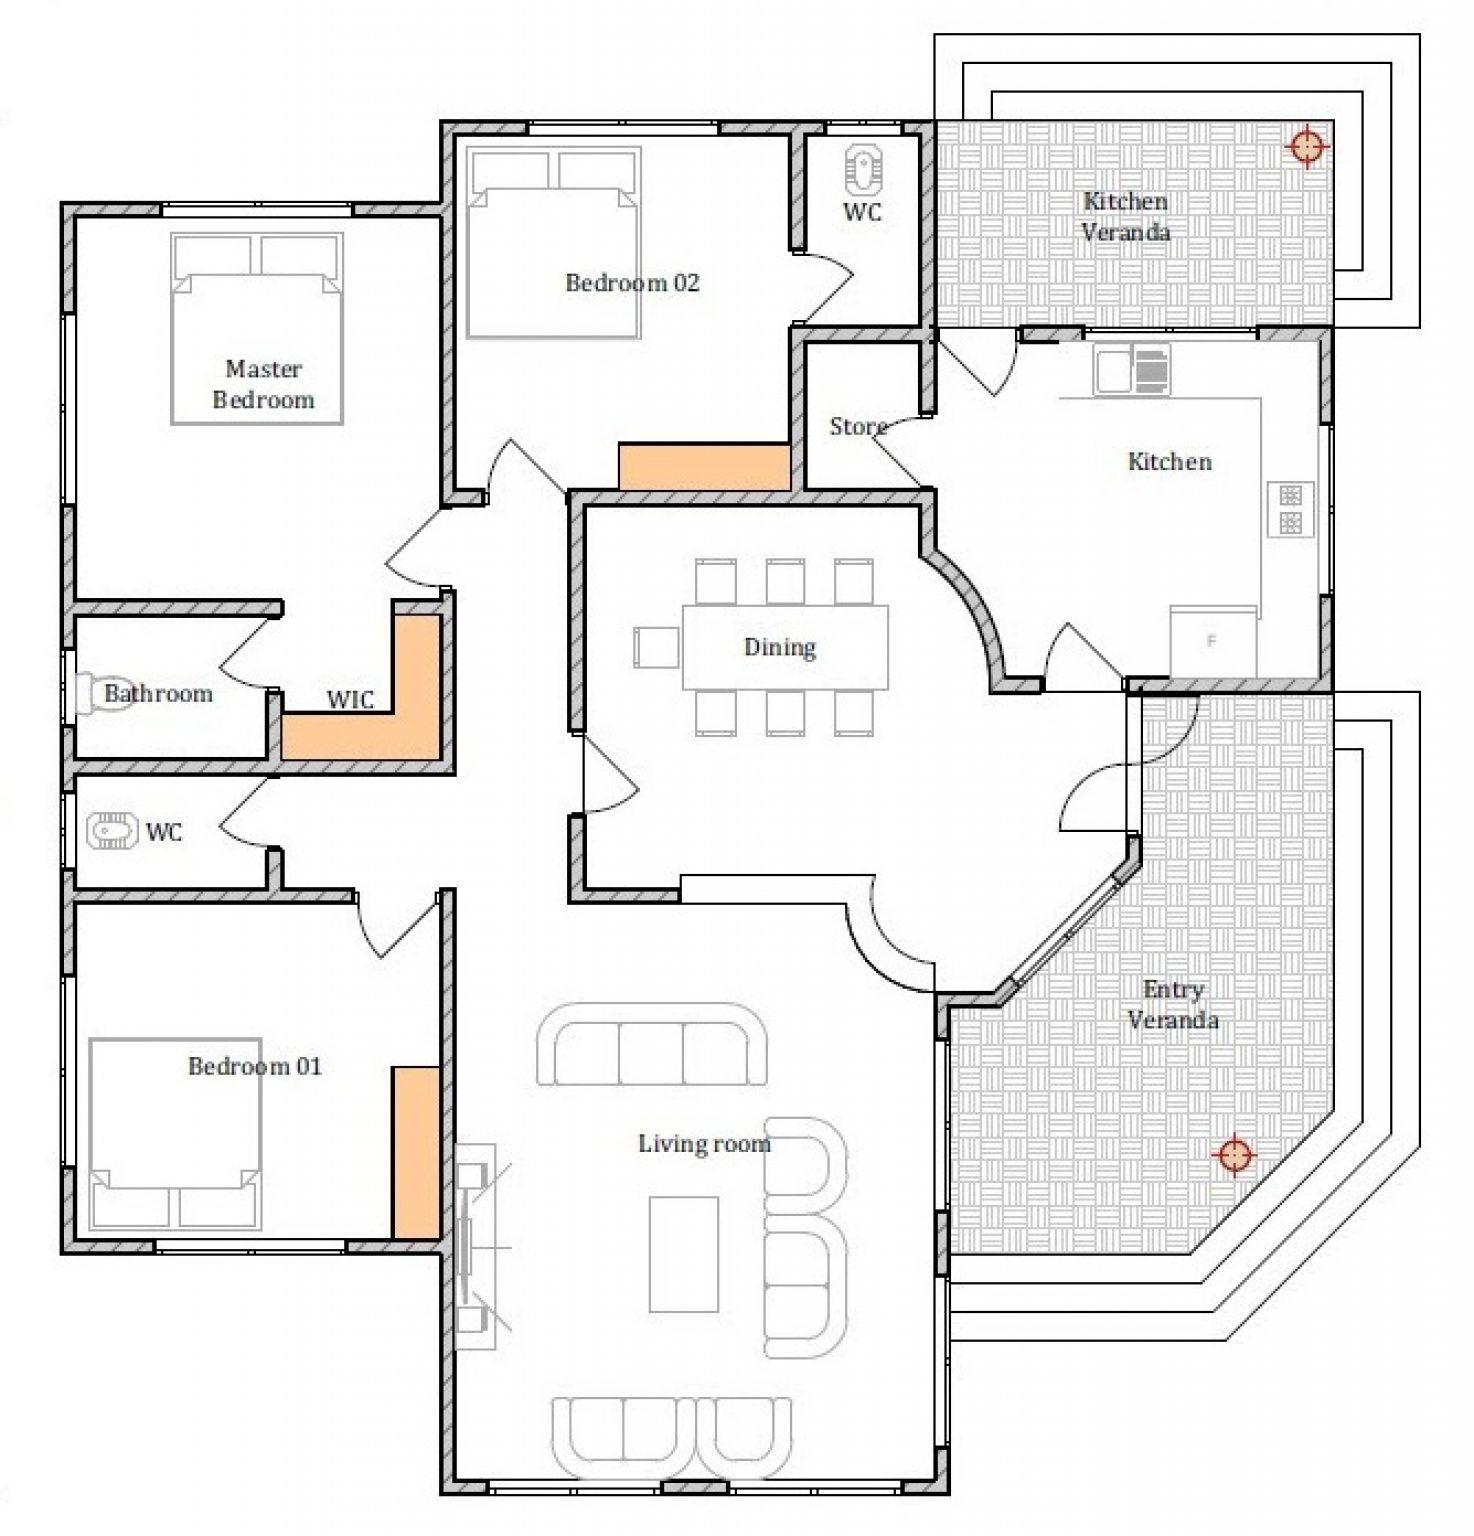 Kitchen
Veranda
WC
Bedroom 02
Master
Bedroom
Store
Kitchen
F
Dining
Bathroom
WIC
WC
Entry
Veranda
Bedroom 01
Living room